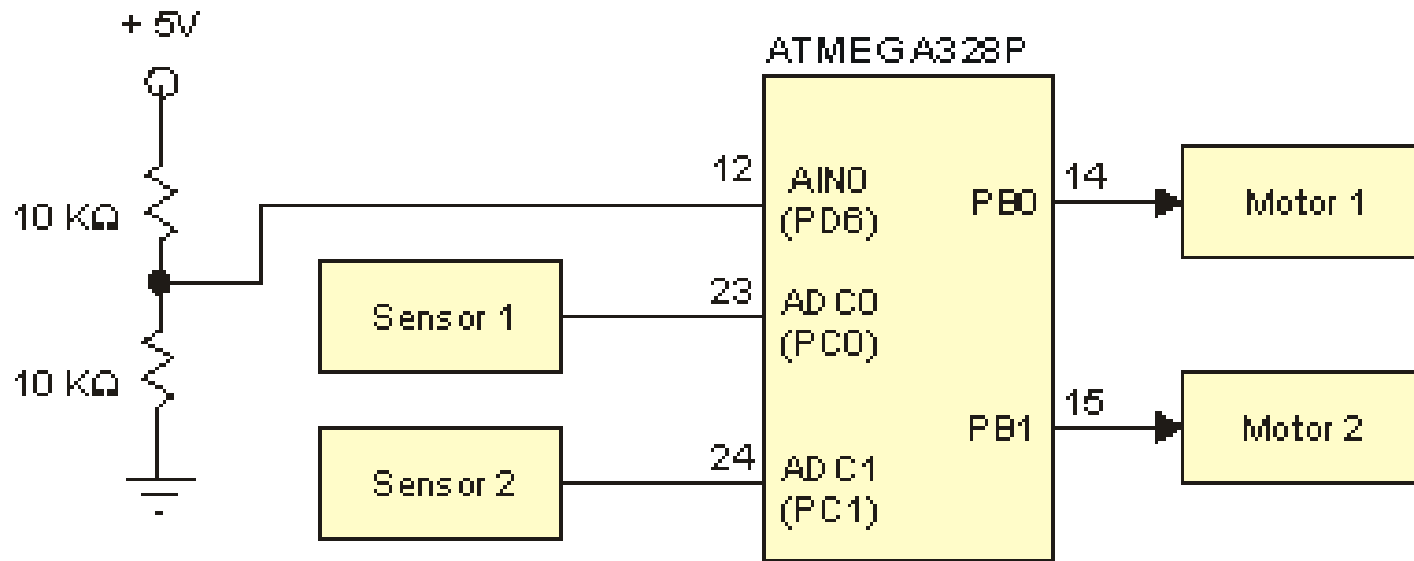 + 5V
ATMEGA328P
10 KΩ
10 KΩ
12
AIN0
(PD6)
Sensor 1
23
ADC0
(PC0)
Sensor 2
24
ADC1
(PC1)
PB0
14
Motor 1
PB1
15
Motor 2